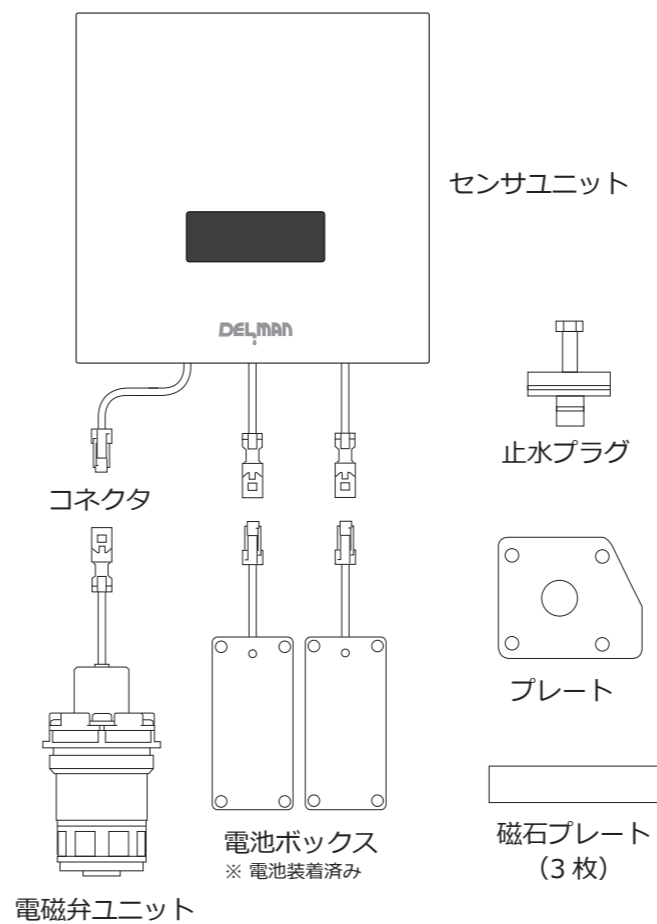 センサユニット
DELMAN
止水プラグ
コネクタ
プレート
電池ボックス
※ 電池装着済み
磁石プレート
（3 枚）
電磁弁ユニット